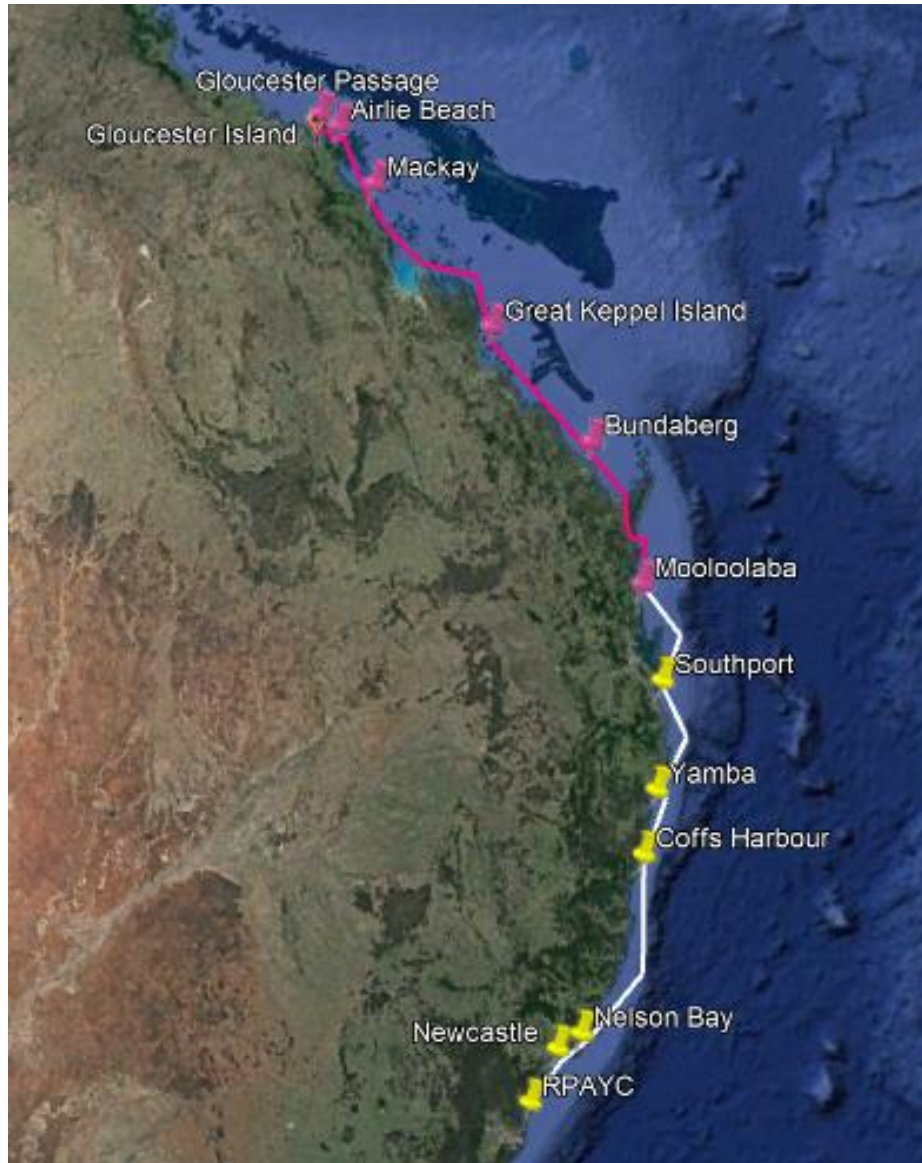 Gloucester Passage
Airlie Beach
Gloucester Island
Mackay
Great Keppel Island
Bundaberg
Mooloolaba
Southport
Yamba
Coffs Harbour
Nelson Bay
Newcastle
RPAYC